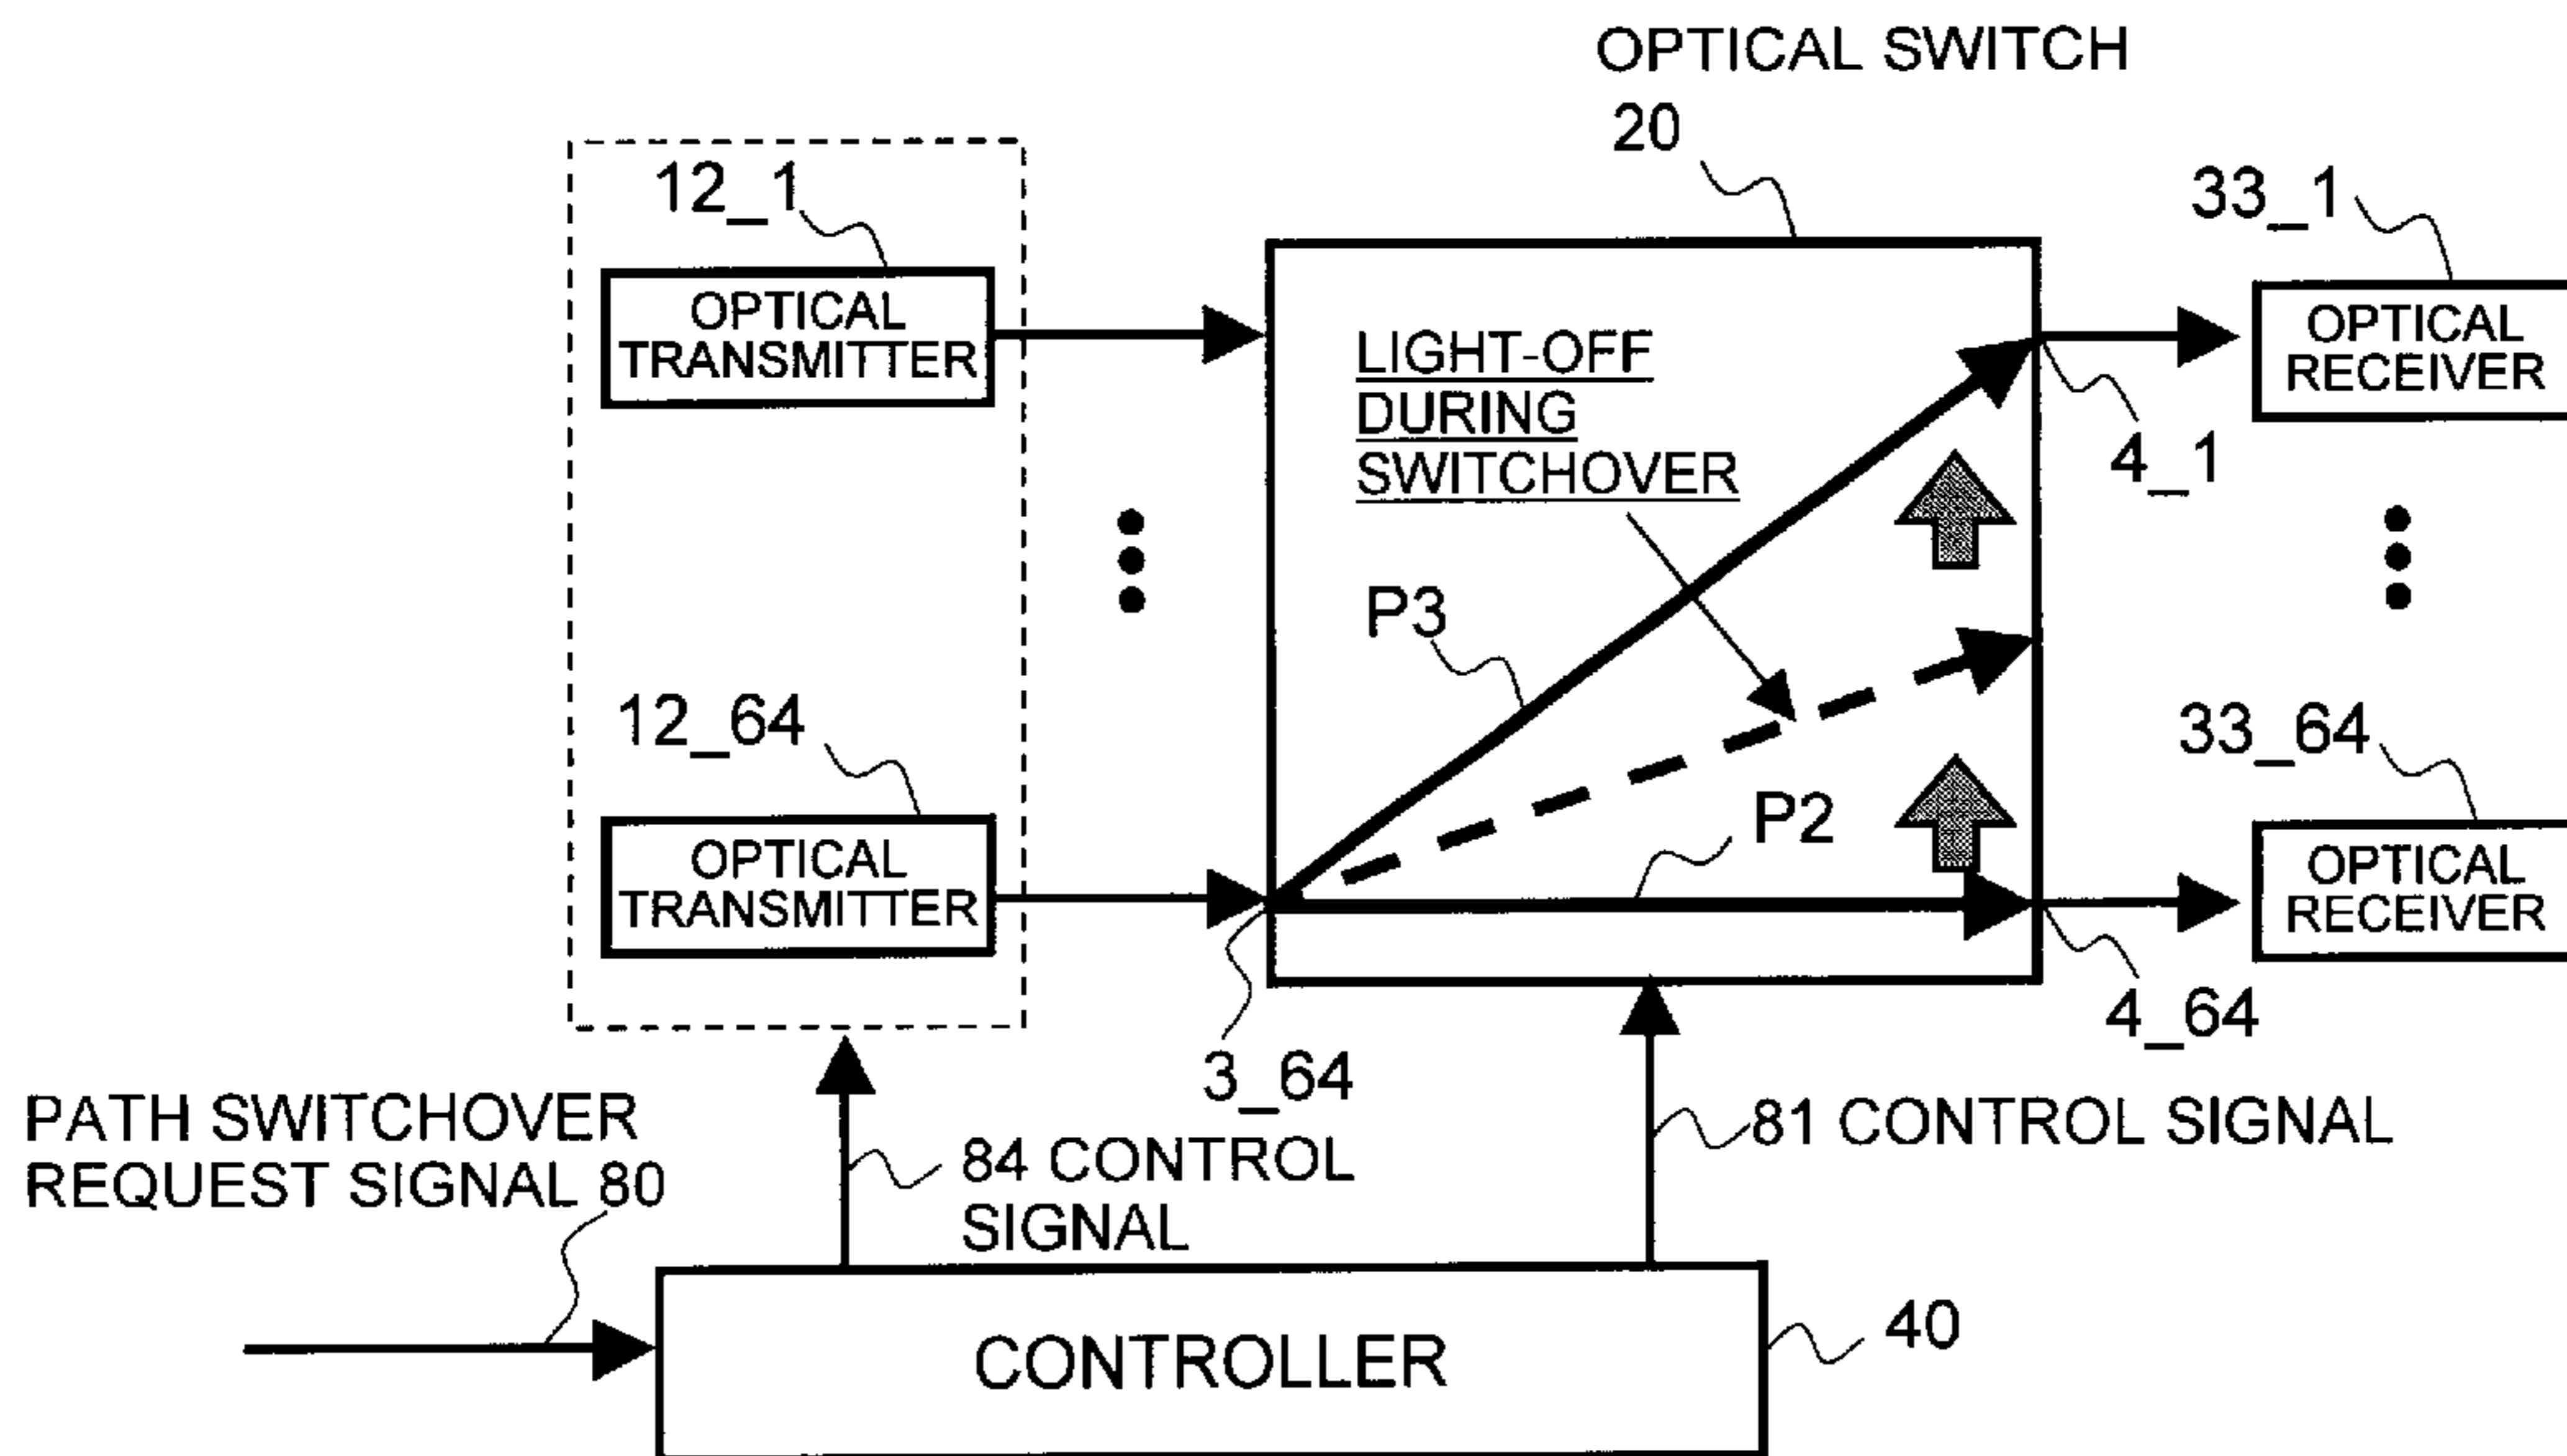 OPTICAL SWITCH
20
12_1
33_1
OPTICAL
TRANSMITTER
LIGHT-OFF
DURING
SWITCHOVER
OPTICAL
RECEIVER
4_1
P3
12_64
33_64
P2
OPTICAL
TRANSMITTER
OPTICAL
RECEIVER
3_64
4_64
PATH SWITCHOVER
REQUEST SIGNAL 80
84 CONTROL
SIGNAL
81 CONTROL SIGNAL
CONTROLLER
40